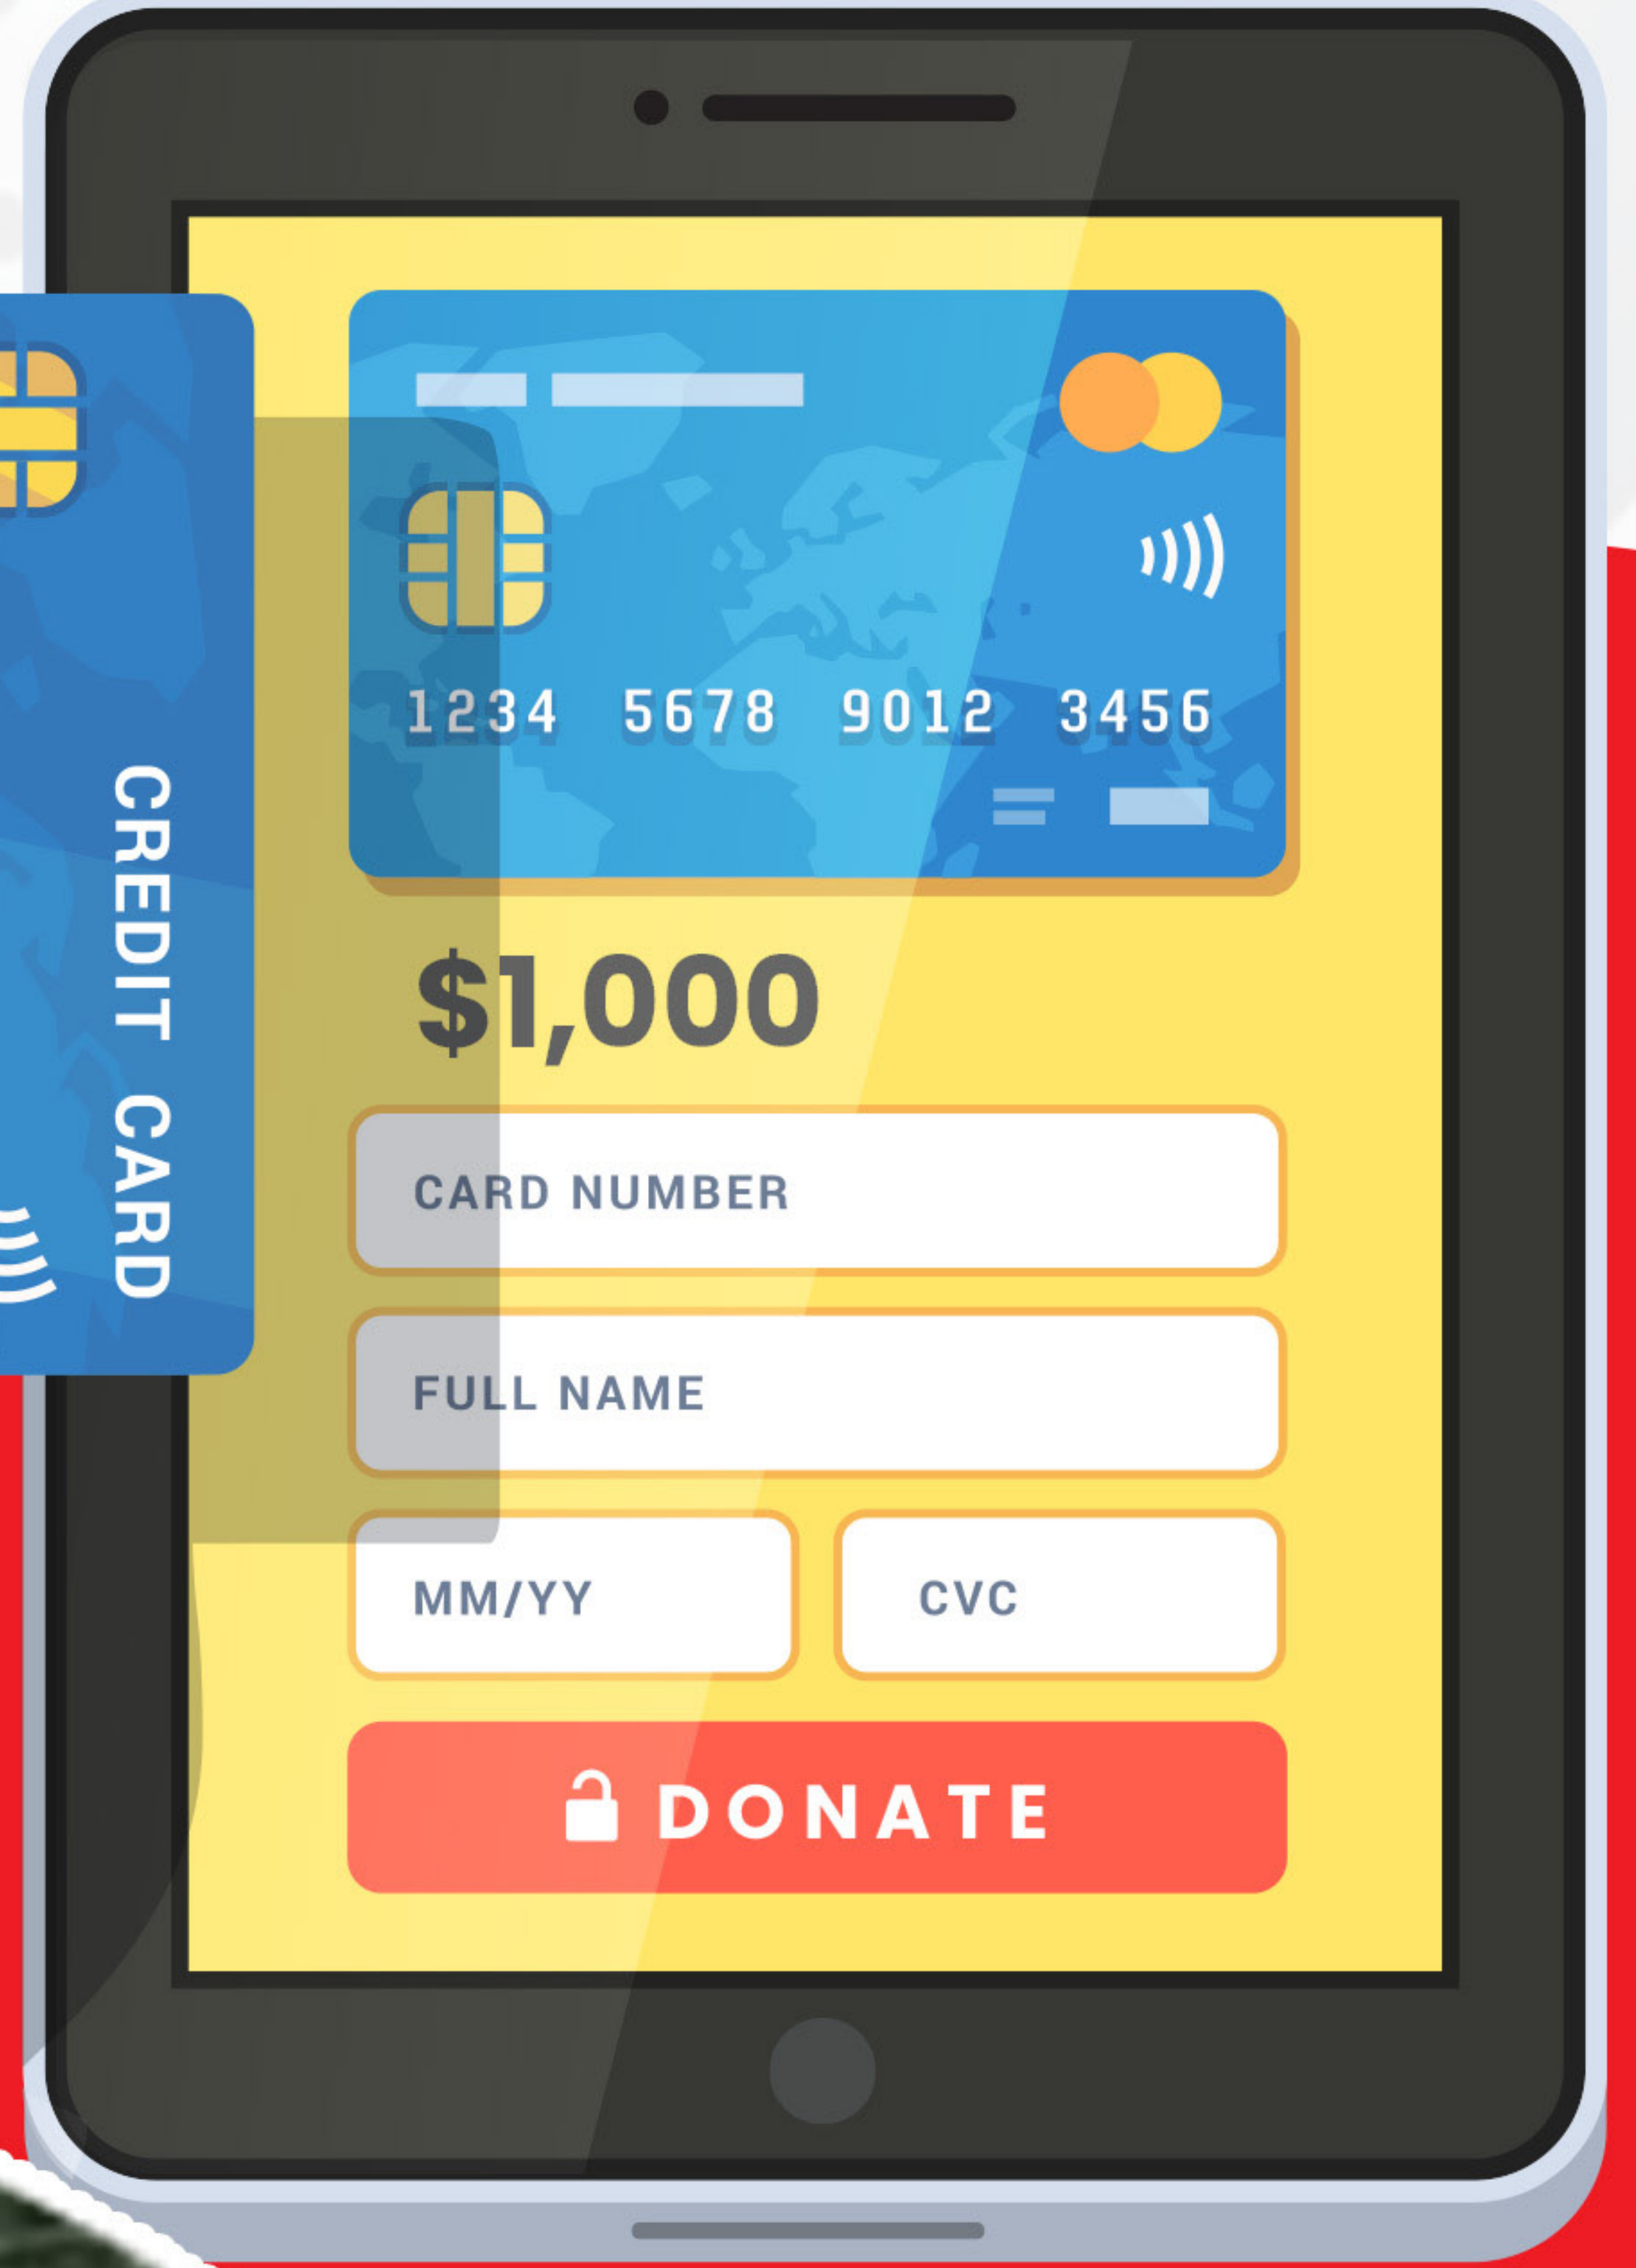 1234 5678 9012 3456
CREDIT CARD
$1,000
CARD NUMBER
FULL NAME
MM/YY
CVC
DONATE